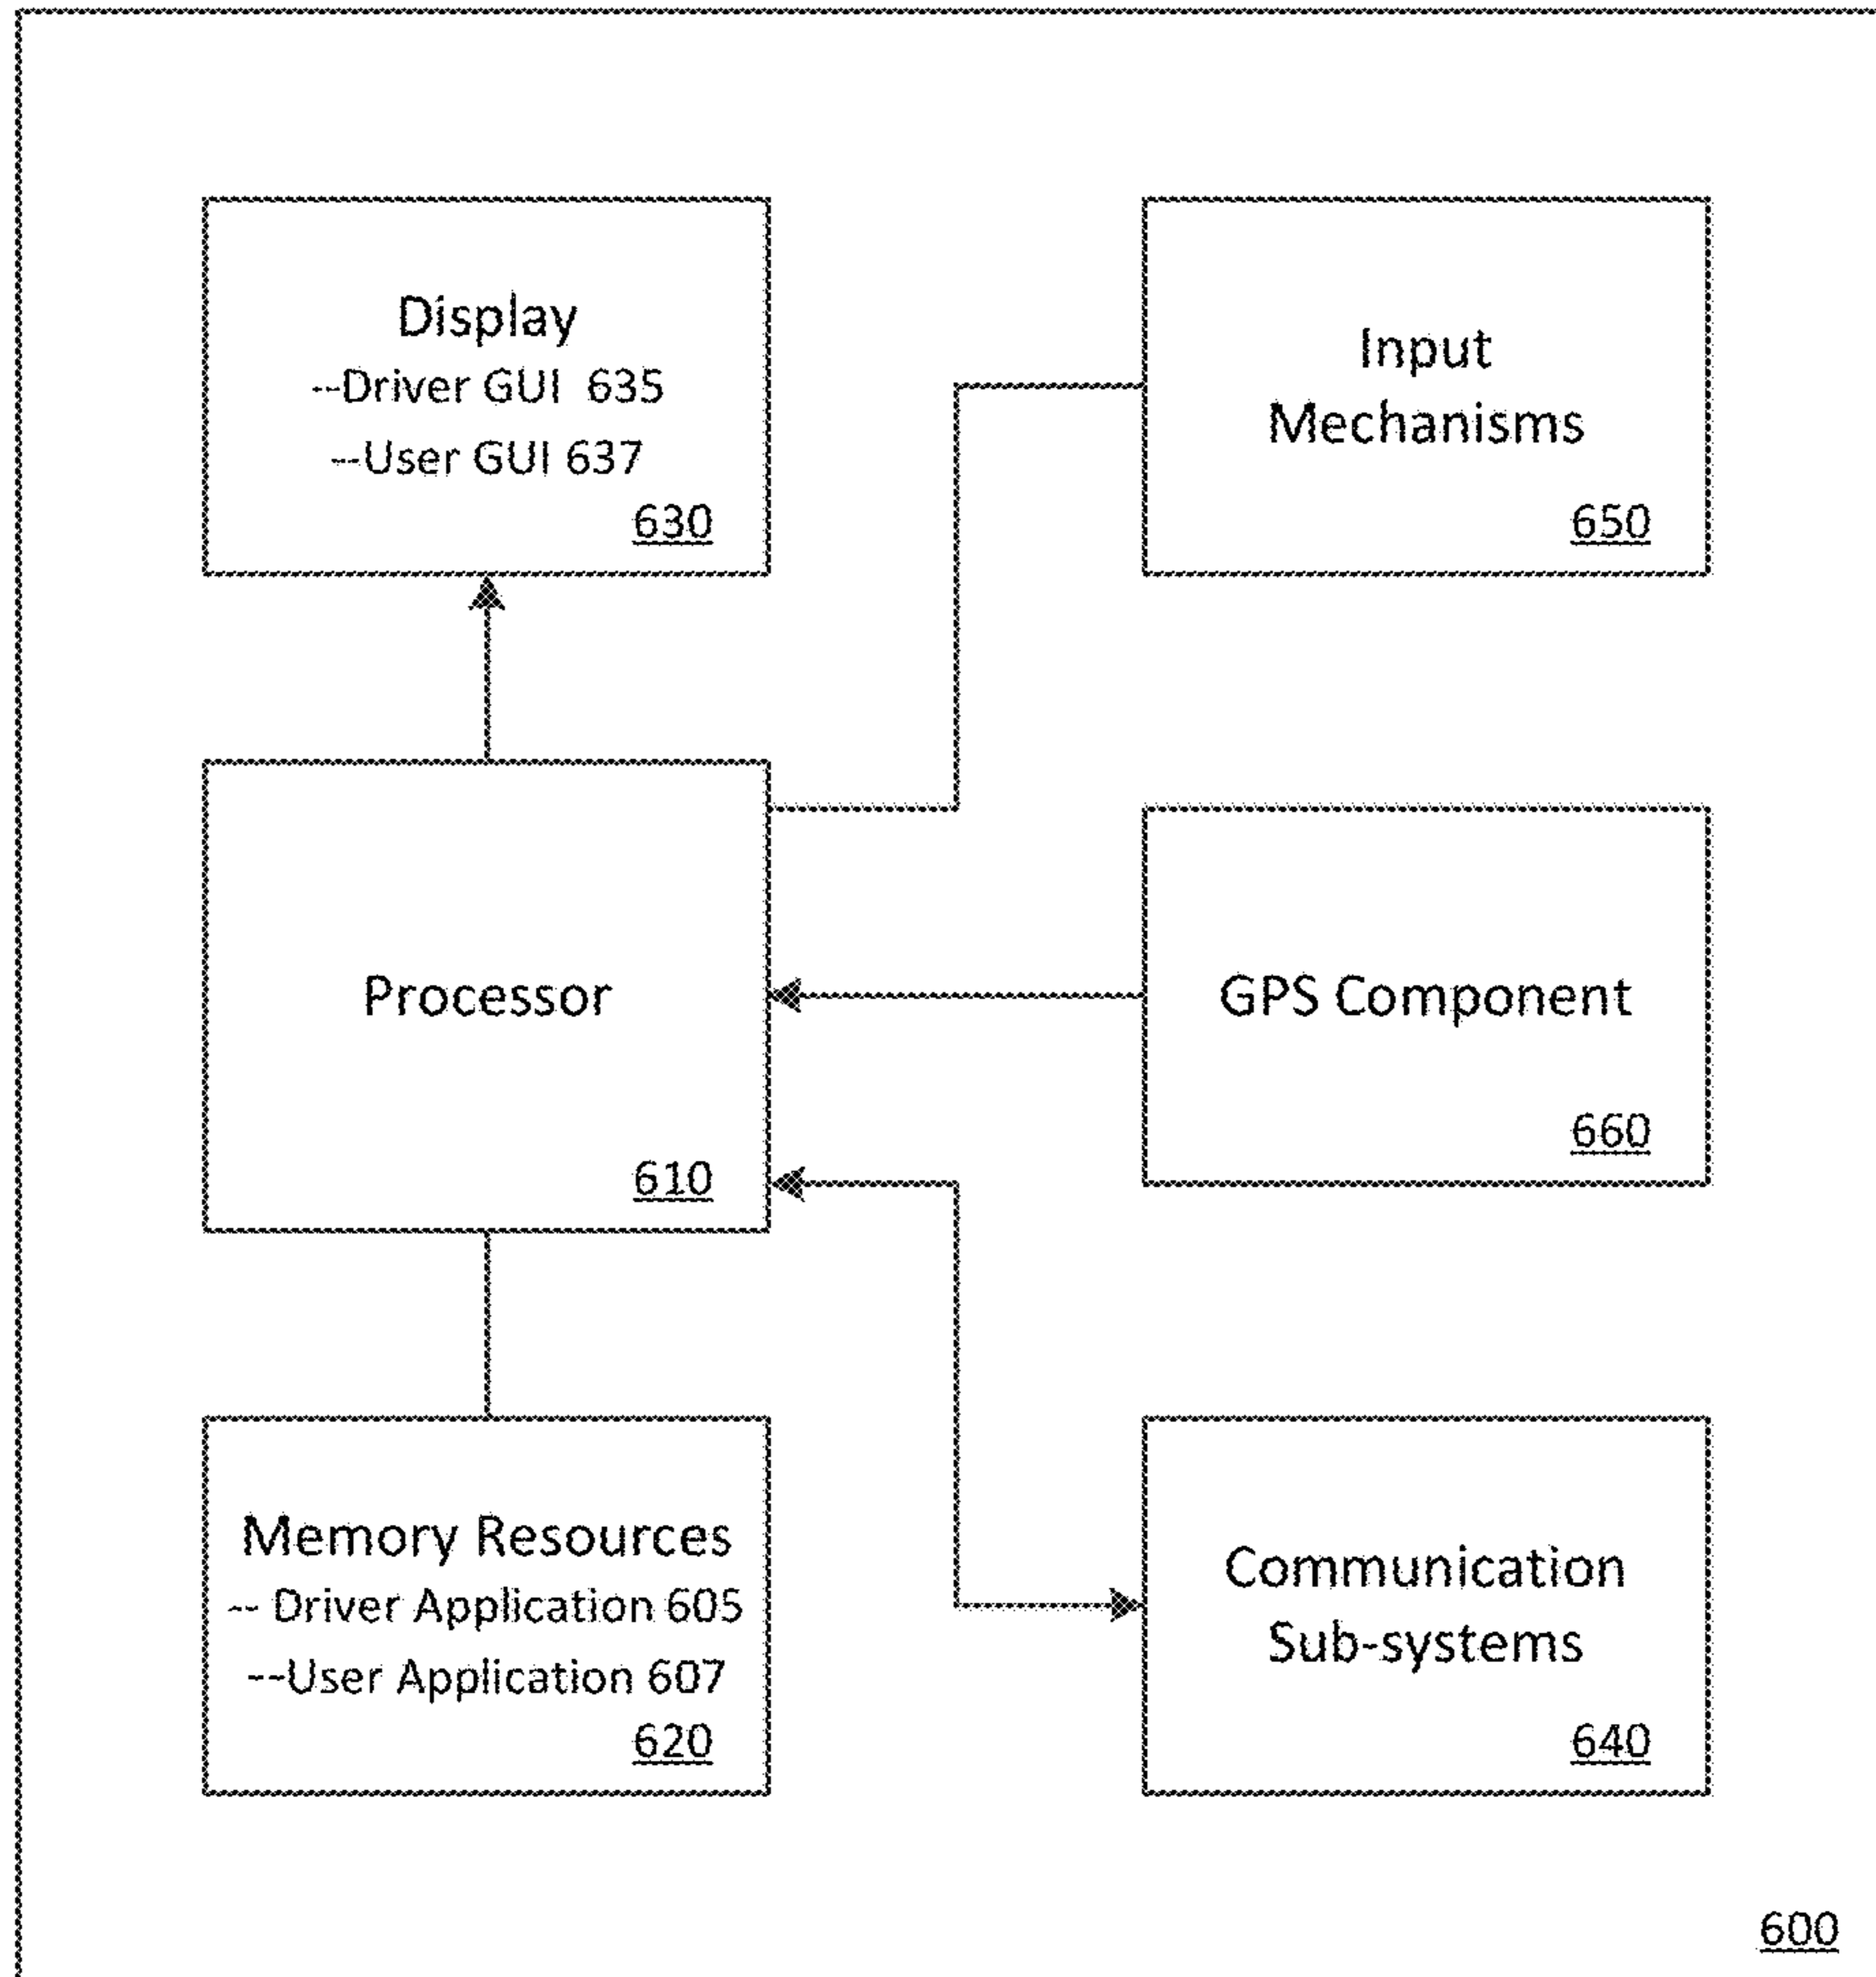 Display
--Driver GUI 635
--User GUI 637
630
Input
Mechanisms
650
Processor
610
GPS Component
660
Memory Resources
-- Driver Application 605
--User Application 607
620
Communication
Sub-systems
640
600